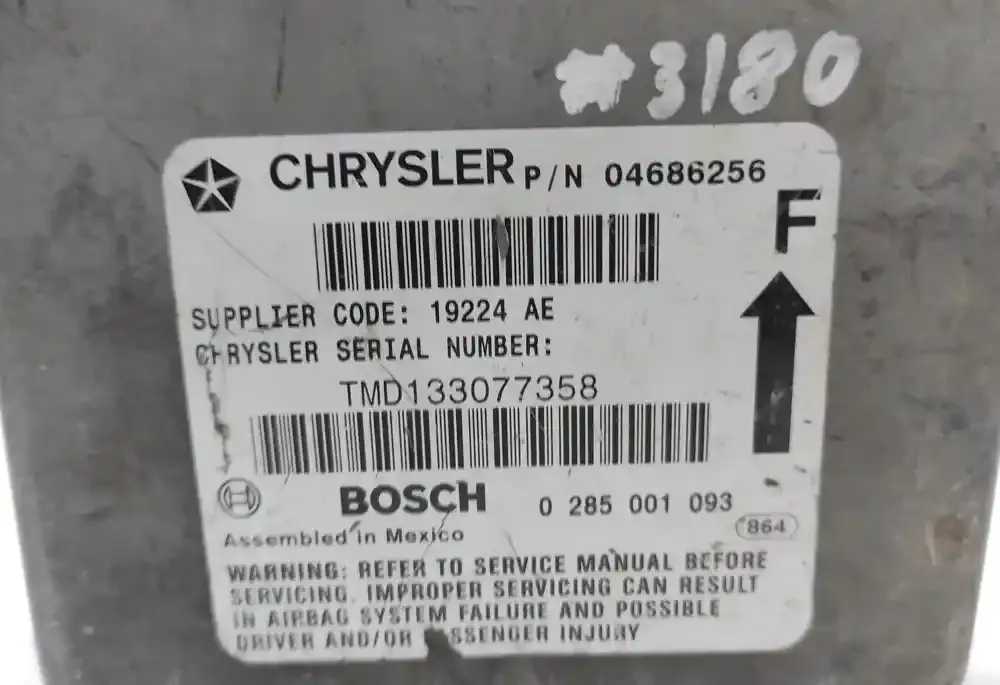 #3180
CHRYSLER P/N 04686256
F
SUPPLIER CODE: 19224 AE
CHRYSLER SERIAL NUMBER:
TMD133077358
BOSCH 0 285 001 093
Assembled in Mexico 864
WARNING: REFER TO SERVICE MANUAL BEFORE
SERVICING. IMPROPER SERVICING CAN RESULT
IN AIRBAG SYSTEM FAILURE AND POSSIBLE
DRIVER AND/OR PASSENGER INJURY